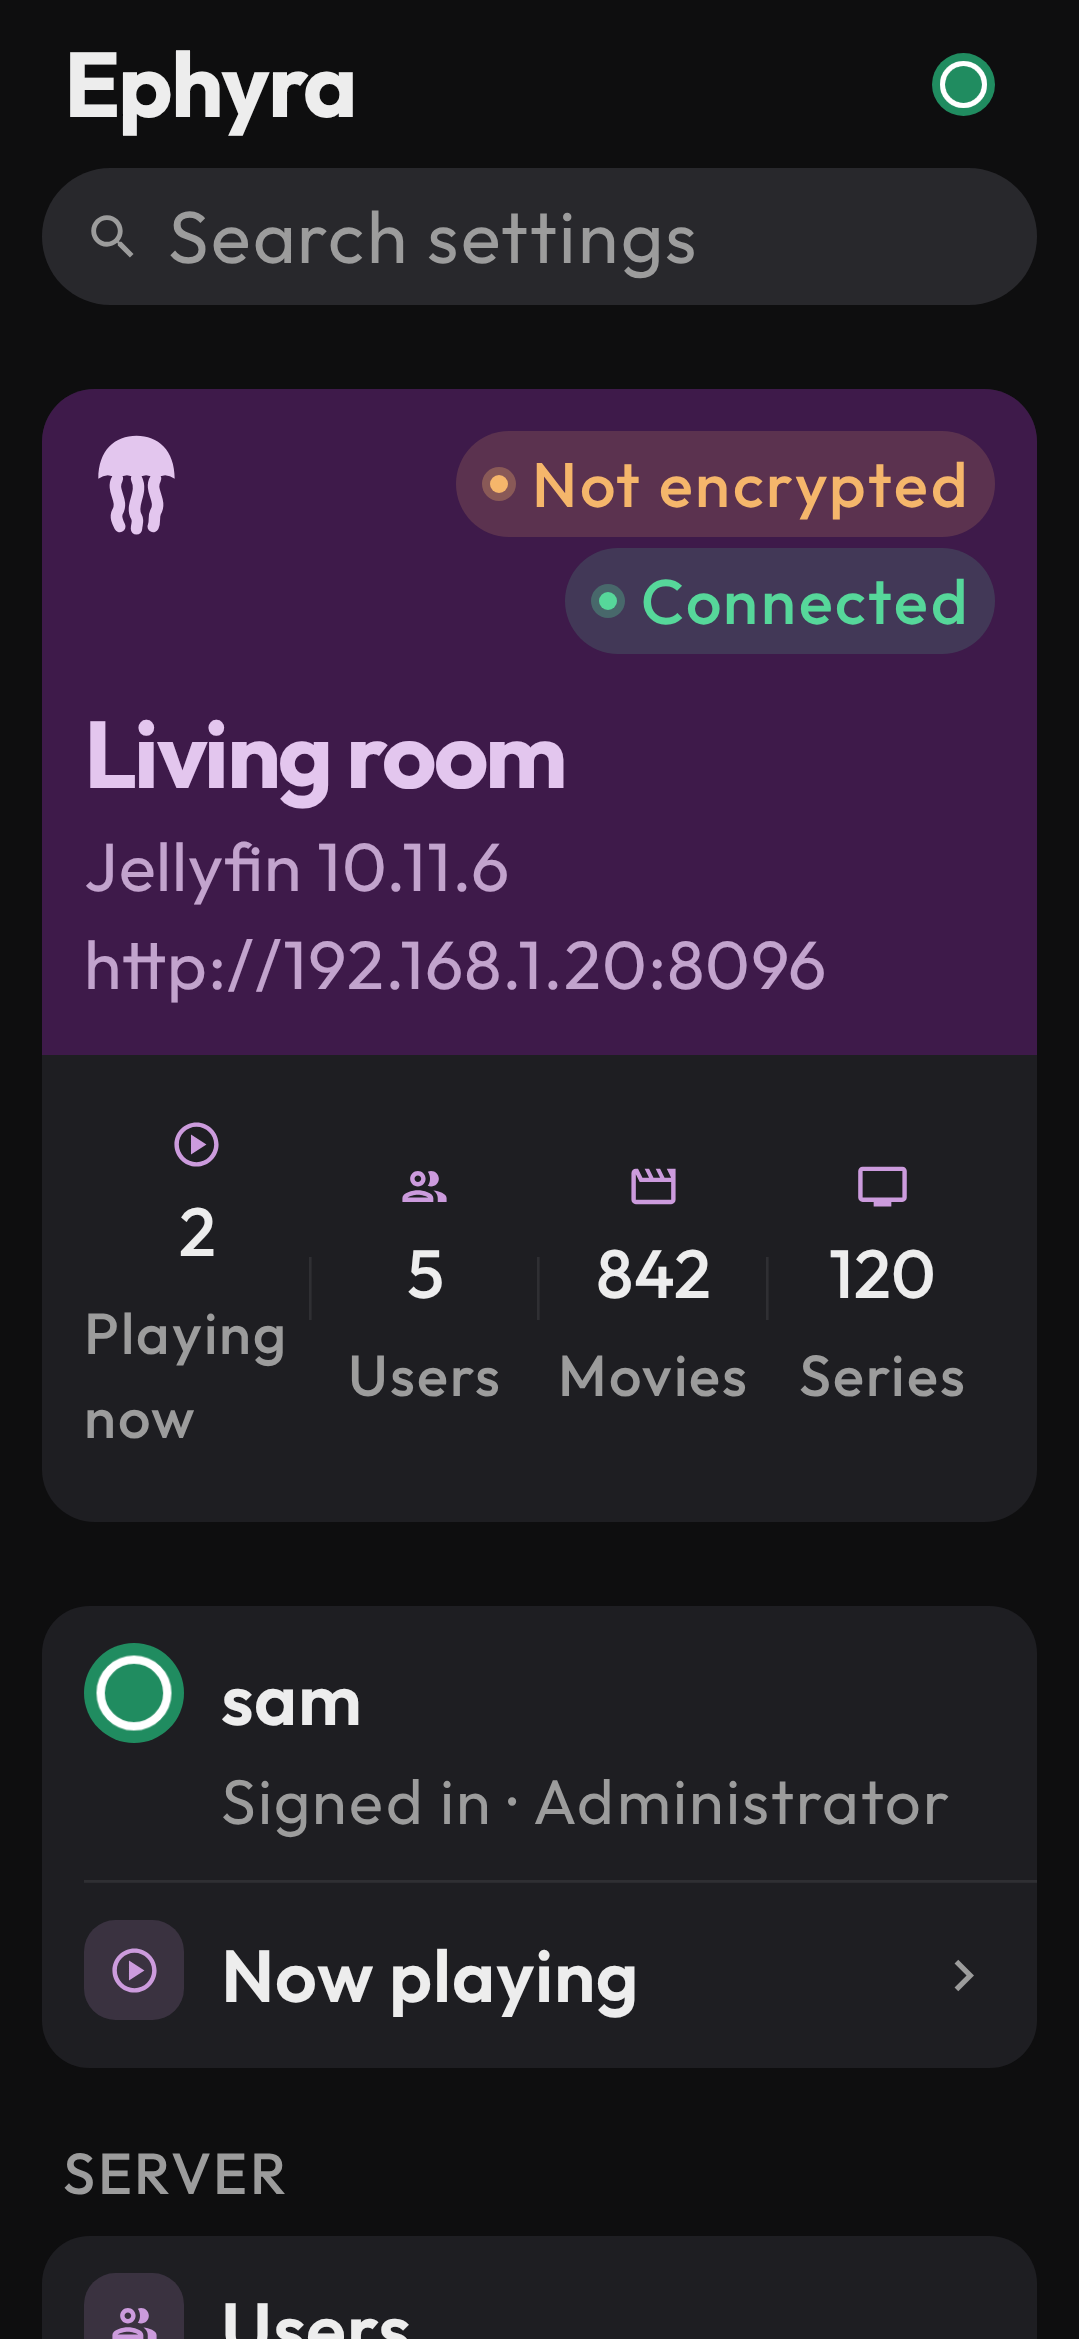 Ephyra
Search settings
Not encrypted
Connected
Living room
Jellyfin 10.11.6
http://192.168.1.20:8096
2
Playing
now
5
Users
842
Movies
120
Series
sam
Signed in · Administrator
Now playing
SERVER
Users